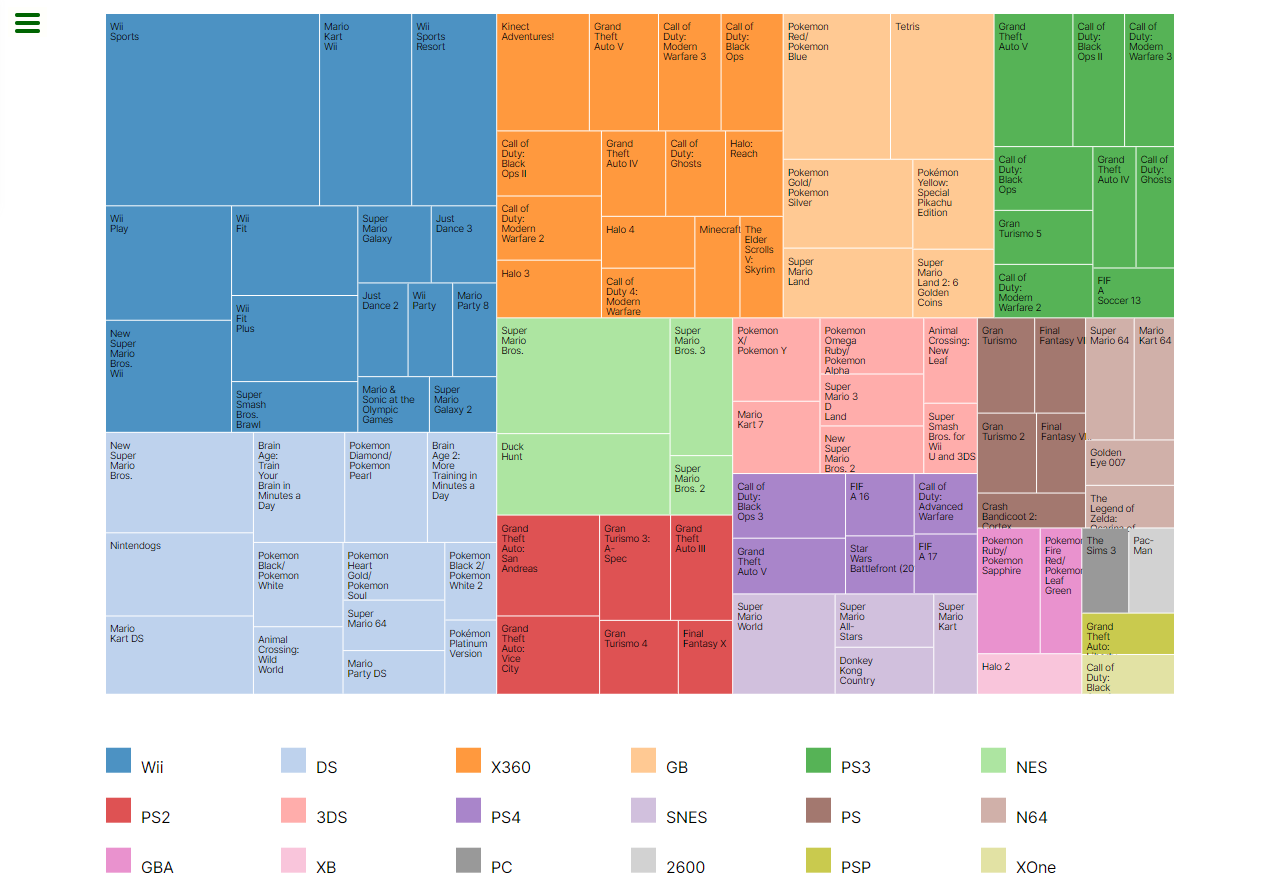 Wii
Sports
Mario
Kart
Wii
Wii
Sports
Resort
Wii
Play
Wii
Fit
Super
Mario
Galaxy
Just
Dance 3
Wii
Fit
Plus
Just
Dance 2
Wii
Party
Mario
Party 8
New
Super
Mario
Bros.
Wii
Super
Smash
Bros.
Brawl
Mario &
Sonic at the
Olympic
Games
Super
Mario
Galaxy 2
Kinect
Adventures!
Grand
Theft
Auto V
Call of
Duty:
Modern
Warfare 3
Call of
Duty:
Black
Ops
Call of
Duty:
Black
Ops II
Grand
Theft
Auto IV
Call of
Duty:
Ghosts
Halo:
Reach
Call of
Duty:
Modern
Warfare 2
Halo 4
Minecraft
The
Elder
Scrolls
V:
Skyrim
Halo 3
Call of
Duty 4:
Modern
Warfare
Pokemon
Red/
Pokemon
Blue
Tetris
Pokemon
Gold/
Pokemon
Silver
Pokémon
Yellow:
Special
Pikachu
Edition
Super
Mario
Land
Super
Mario
Land 2: 6
Golden
Coins
Grand
Theft
Auto V
Call of
Duty:
Black
Ops II
Call of
Duty:
Modern
Warfare 3
Call of
Duty:
Black
Ops
Grand
Theft
Auto IV
Call of
Duty:
Ghosts
Gran
Turismo 5
Call of
Duty:
Modern
Warfare 2
FIF
A
Soccer 13
New
Super
Mario
Bros.
Brain
Age:
Train
Your
Brain in
Minutes a
Day
Pokemon
Diamond/
Pokemon
Pearl
Brain
Age 2:
More
Training in
Minutes a
Day
Nintendogs
Pokemon
Black/
Pokemon
White
Pokemon
Heart
Gold/
Pokemon
Soul
Pokemon
Black 2/
Pokemon
White 2
Super
Mario 64
Mario
Kart DS
Animal
Crossing:
Wild
World
Mario
Party DS
Pokémon
Platinum
Version
Super
Mario
Bros.
Super
Mario
Bros. 3
Duck
Hunt
Super
Mario
Bros. 2
Grand
Theft
Auto:
San
Andreas
Gran
Turismo 3:
A-
Spec
Grand
Theft
Auto III
Grand
Theft
Auto:
Vice
City
Gran
Turismo 4
Final
Fantasy X
Pokemon
X/
Pokemon Y
Pokemon
Omega
Ruby/
Pokemon
Alpha
Animal
Crossing:
New
Leaf
Mario
Kart 7
Super
Mario 3
D
Land
New
Super
Mario
Bros. 2
Super
Smash
Bros. for
Wii
U and 3DS
Call of
Duty:
Black
Ops 3
FIF
A 16
Call of
Duty:
Advanced
Warfare
Grand
Theft
Auto V
Star
Wars
Battlefront (20
FIF
A 17
Super
Mario
World
Super
Mario
All-
Stars
Super
Mario
Kart
Donkey
Kong
Country
Gran
Turismo
Final
Fantasy VI
Gran
Turismo 2
Final
Fantasy VI
Crash
Bandicoot 2:
Cortex
Super
Mario 64
Mario
Kart 64
Golden
Eye 007
The
Legend of
Zelda:
Ocarina of
Pokemon
Ruby/
Pokemon
Sapphire
Pokemon
Fire
Red/
Pokemon
Leaf
Green
The
Sims 3
Pac-
Man
Halo 2
Grand
Theft
Auto:
Call of
Duty:
Black
Wii
DS
X360
GB
PS3
NES
PS2
3DS
PS4
SNES
PS
N64
GBA
XB
PC
2600
PSP
XOne